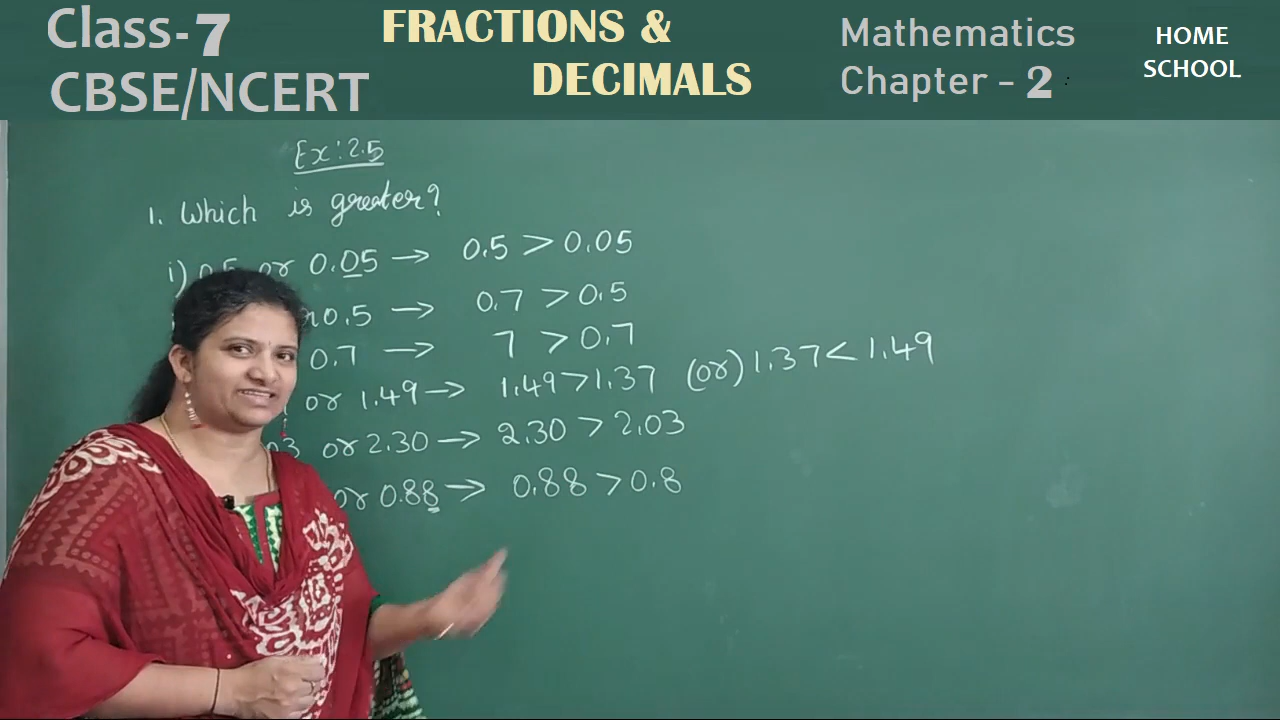 Class-7
CBSE/NCERT
FRACTIONS &
DECIMALS
Mathematics
Chapter - 2
HOME
SCHOOL
Ex: 2.5
1. Which is greater?
i) 0.5 or 0.05 → 0.5 > 0.05
0.5 → 0.7 > 0.5
0.7 → 7 > 0.7
or 1.49 → 1.49 > 1.37 (or) 1.37 < 1.49
03 or 2.30 → 2.30 > 2.03
or 0.88 → 0.88 > 0.8